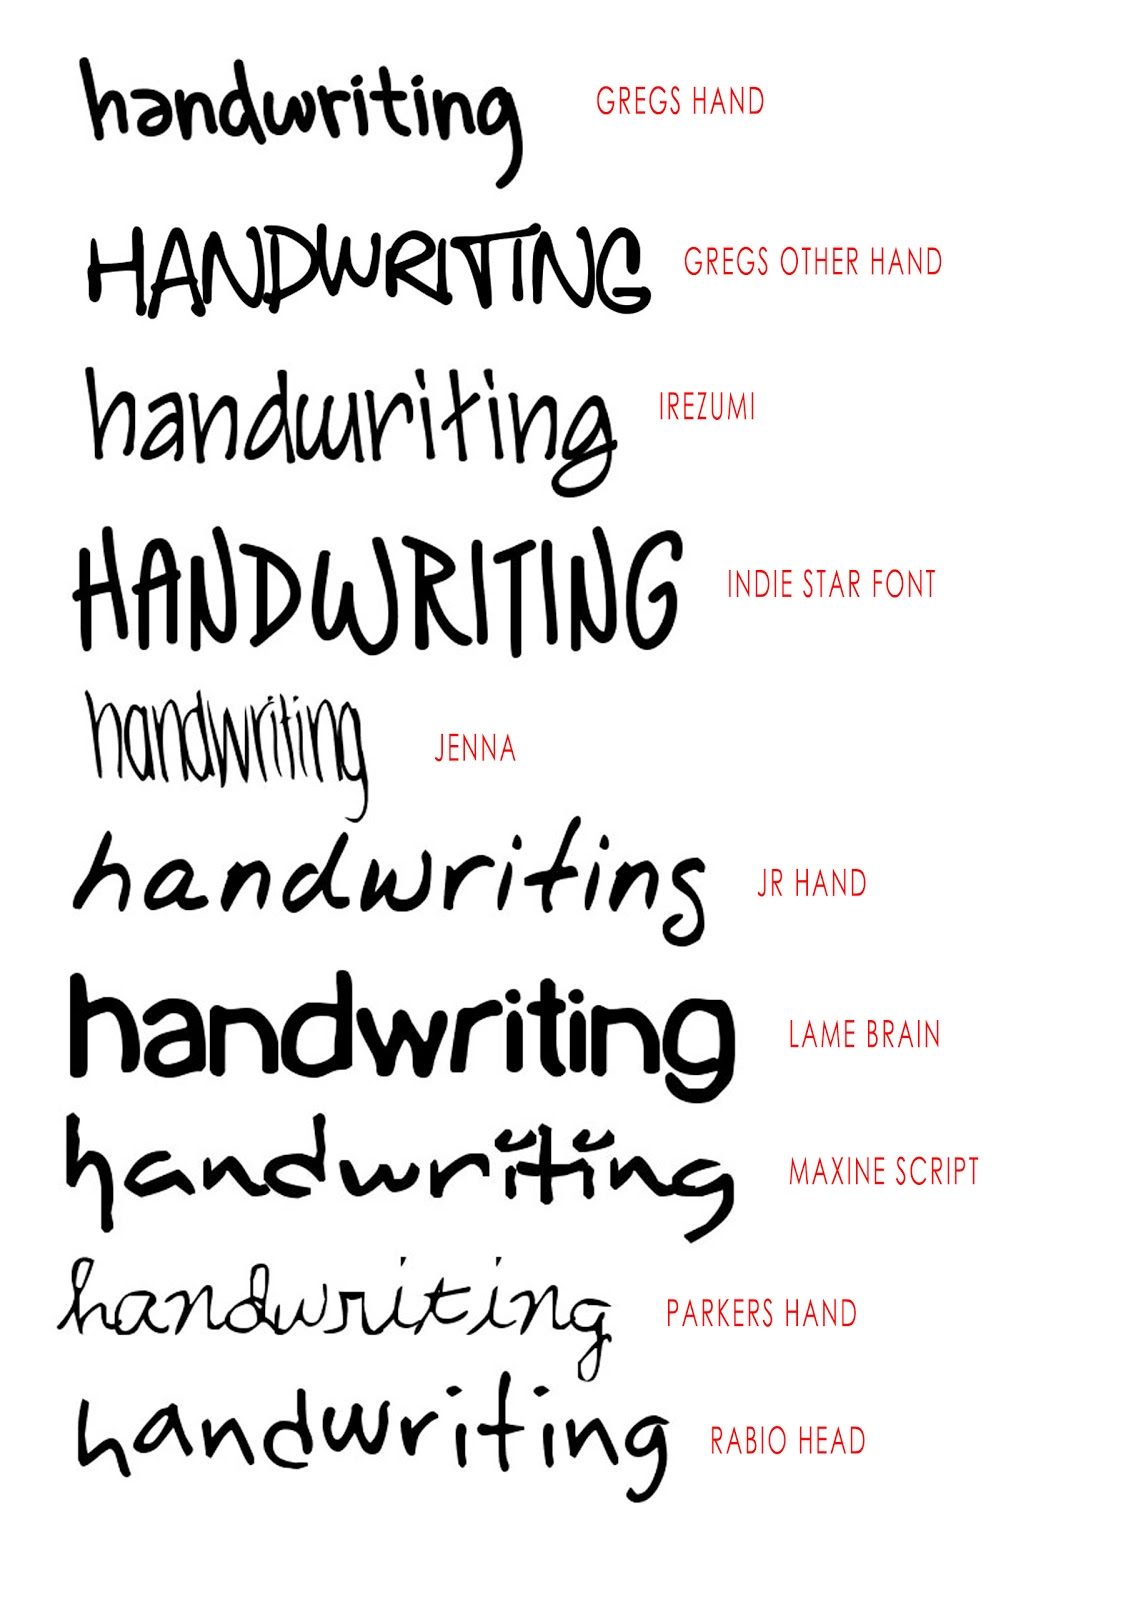 handwriting GREGS HAND
HANDWRITING GREGS OTHER HAND
handwriting IREZUMI
HANDWRITING INDIE STAR FONT
handwriting JENNA
handwriting JR HAND
handwriting LAME BRAIN
handwriting MAXINE SCRIPT
handwriting PARKERS HAND
handwriting RABIO HEAD